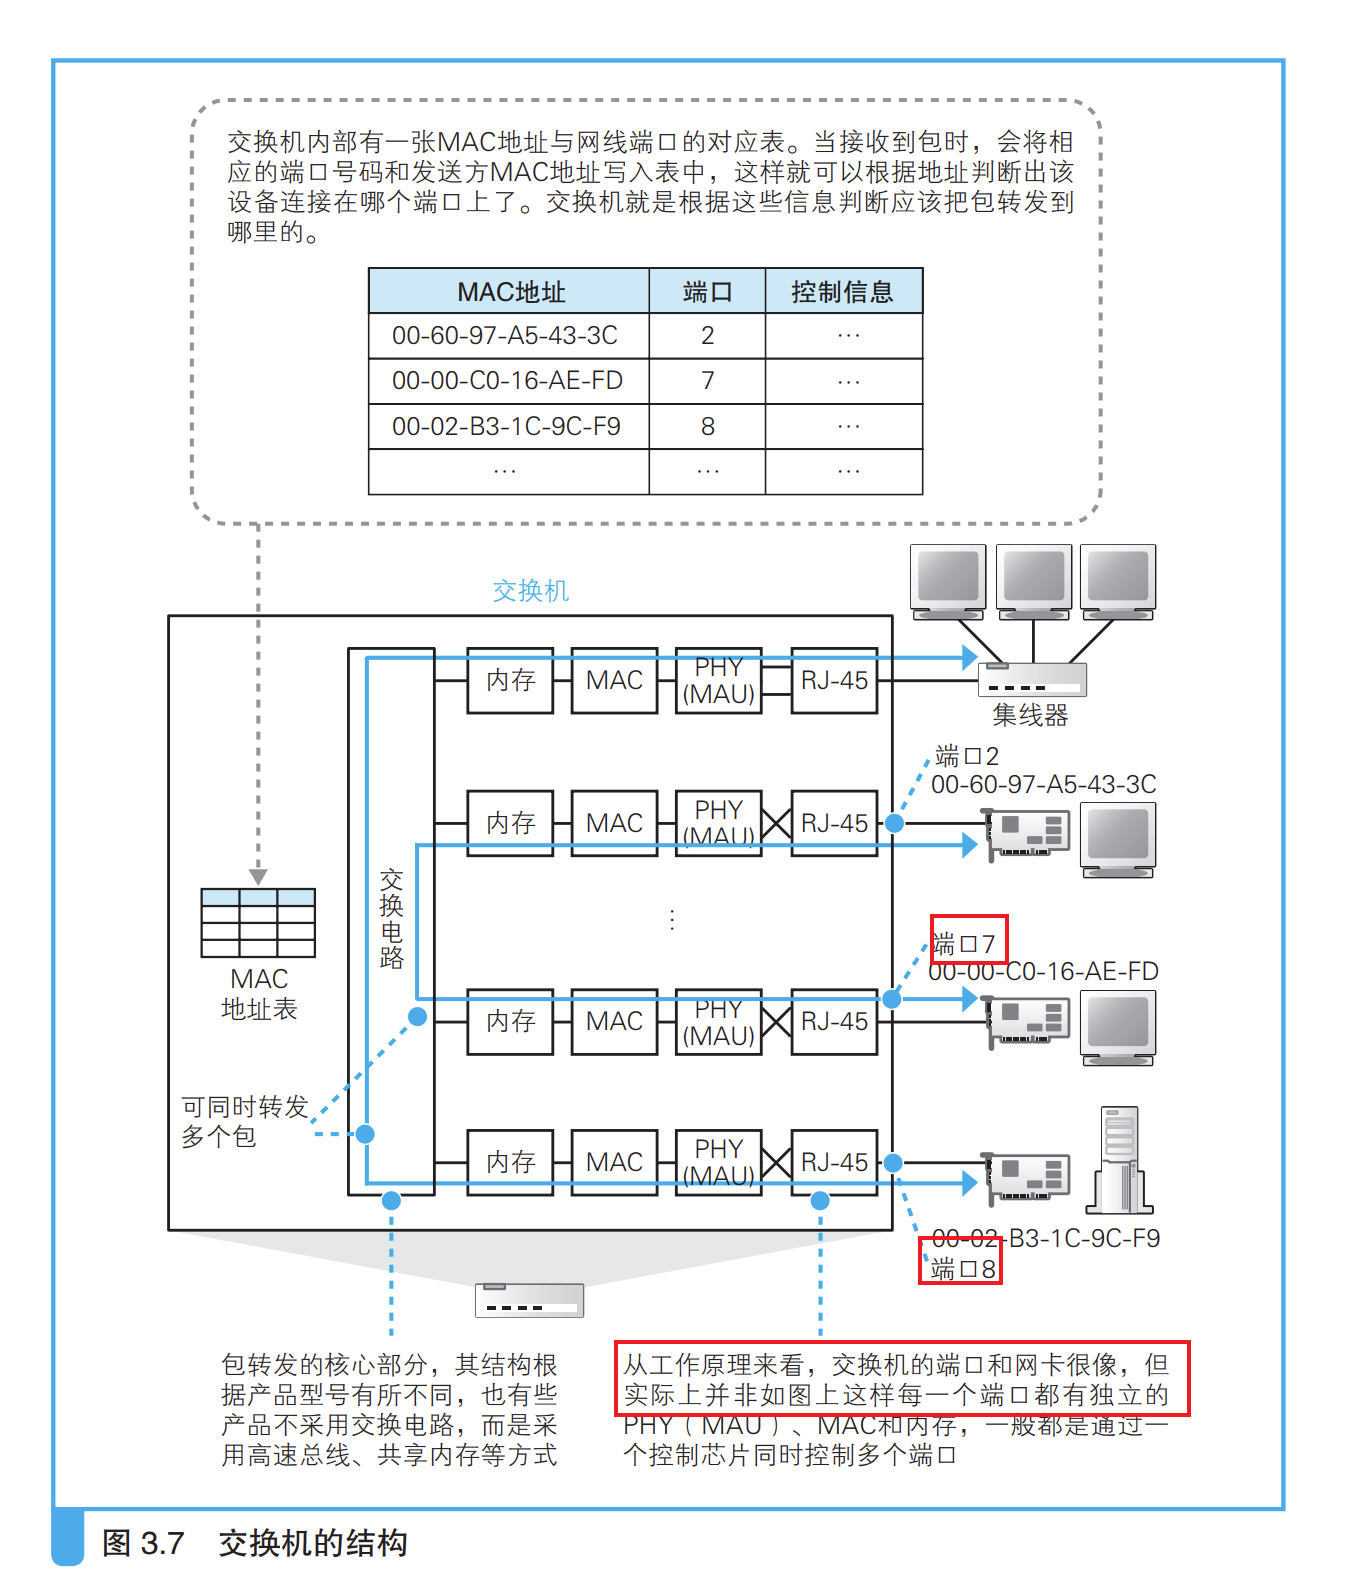 交换机内部有一张MAC地址与网线端口的对应表。当接收到包时，会将相
应的端口号码和发送方MAC地址写入表中，这样就可以根据地址判断出该
设备连接在哪个端口上了。交换机就是根据这些信息判断应该把包转发到
哪里的。
MAC地址 端口 控制信息
00-60-97-A5-43-3C 2 …
00-00-C0-16-AE-FD 7 …
00-02-B3-1C-9C-F9 8 …
… … …
交换机
内存 MAC PHY (MAU) RJ-45
集线器
端口2
00-60-97-A5-43-3C
内存 MAC PHY (MAU) RJ-45
交换电路
⋮
MAC
地址表
端口7
00-00-C0-16-AE-FD
内存 MAC PHY (MAU) RJ-45
可同时转发
多个包
内存 MAC PHY (MAU) RJ-45
00-02-B3-1C-9C-F9
端口8
包转发的核心部分，其结构根
据产品型号有所不同，也有些
产品不采用交换电路，而是采
用高速总线、共享内存等方式
从工作原理来看，交换机的端口和网卡很像，但
实际上并非如图上这样每一个端口都有独立的
PHY（MAU）、MAC和内存，一般都是通过一
个控制芯片同时控制多个端口
图 3.7 交换机的结构